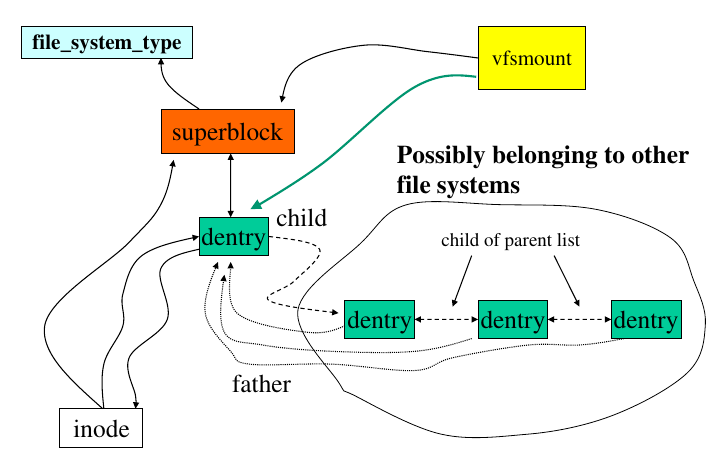 file_system_type
vfsmount
superblock
Possibly belonging to other
file systems
dentry
child
child of parent list
dentry
dentry
dentry
father
inode